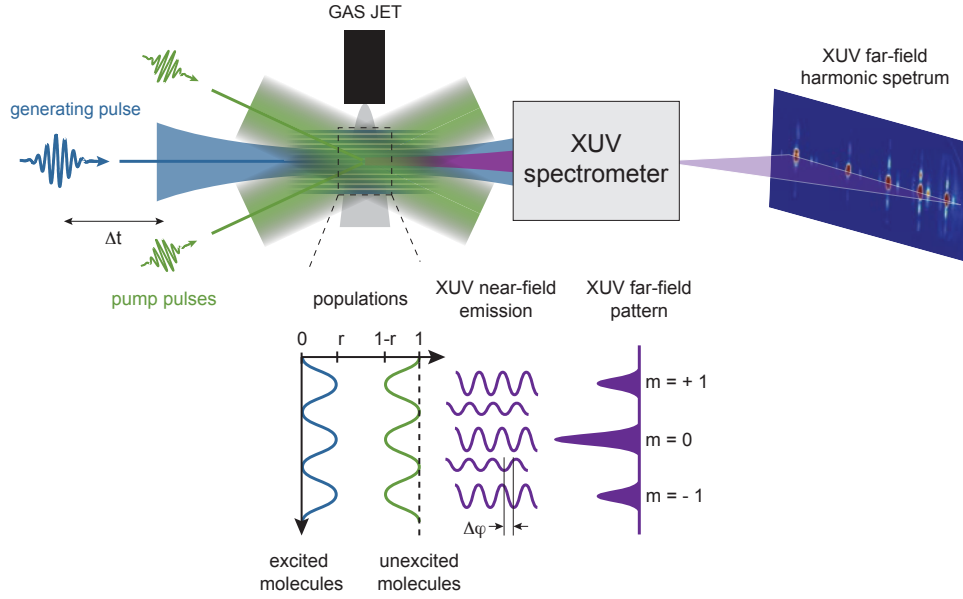 GAS JET
generating pulse
Δt
pump pulses
XUV
spectrometer
XUV far-field
harmonic spetrum
populations
XUV near-field
emission
XUV far-field
pattern
0 r 1-r 1
m = + 1
m = 0
m = - 1
Δφ
excited
molecules
unexcited
molecules